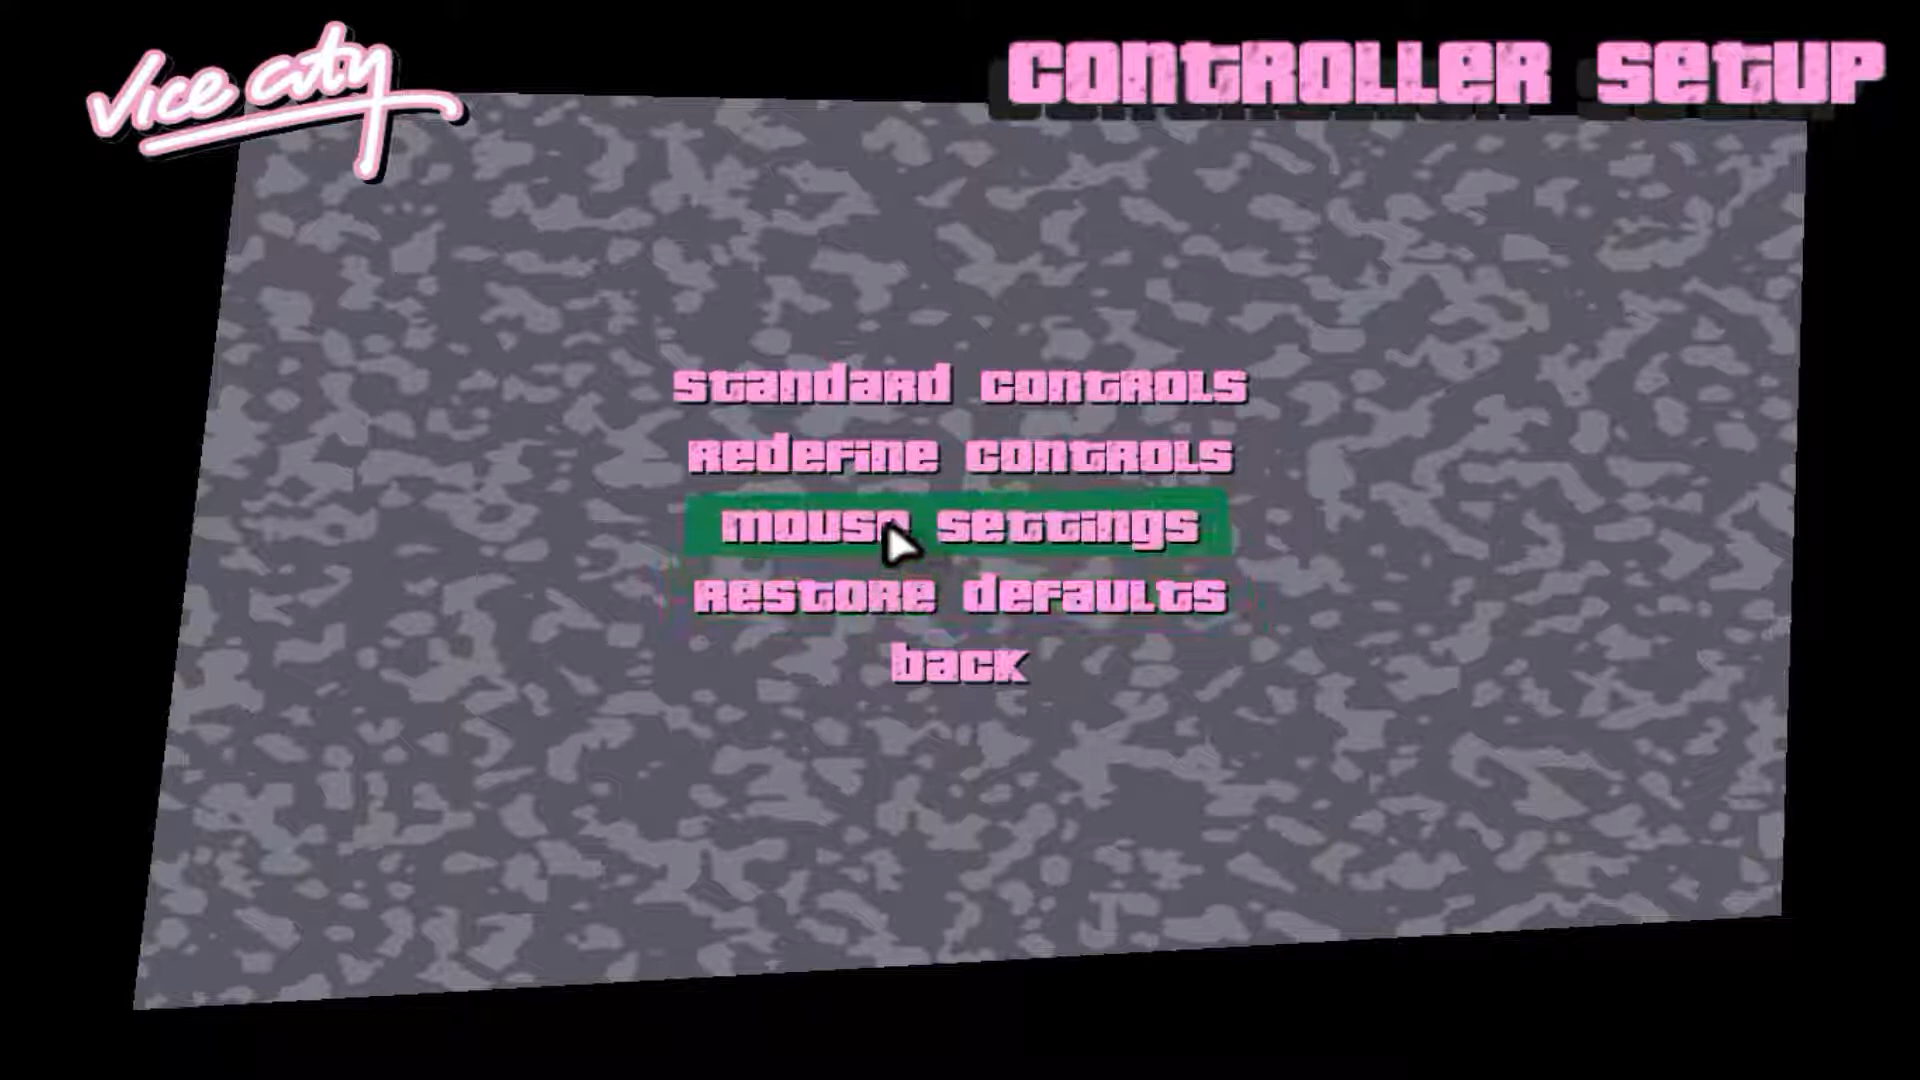 Vice City
CONTROLLER SETUP
STANDARD CONTROLS
REDEFINE CONTROLS
MOUSE SETTINGS
RESTORE DEFAULTS
BACK